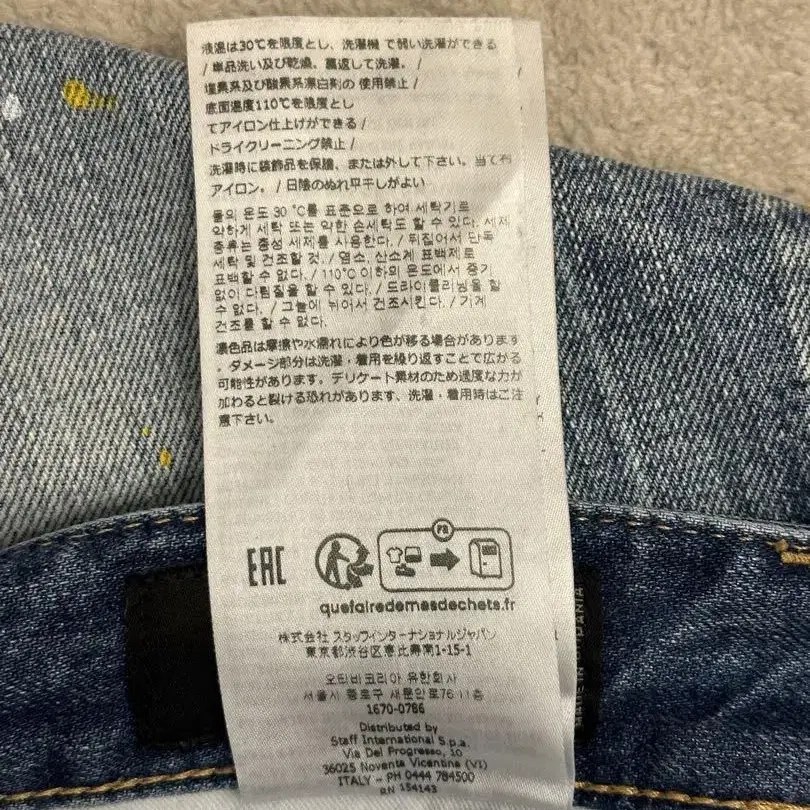 液温は30℃を限度とし、洗濯機 で弱い洗濯ができる
/ 単品洗い及び乾燥。裏返して洗濯。 /
塩素系及び酸素系漂白剤の 使用禁止 /
底面温度110℃を限度とし
てアイロン仕上げができる /
ドライクリーニング禁止 /
洗濯時に装飾品を保護、または外して下さい。当て布
アイロン。 / 日陰のぬれ平干しがよい
물의 온도 30 ℃를 표준으로 하여 세탁기로
약하게 세탁 또는 약한 손세탁도 할 수 있다. 세제
종류는 중성 세제를 사용한다. / 뒤집어서 단독
세탁 및 건조할 것. / 염소, 산소계 표백제로
표백할 수 없다. / 110℃ 이하의 온도에서 증기
없이 다림질을 할 수 있다. / 드라이클리닝을 할
수 없다. / 그늘에 뉘어서 건조시킨다. / 기계
건조를 할 수 없다.
濃色品は摩擦や水濡れにより色が移る場合があります
。ダメージ部分は洗濯・着用を繰り返すことで広がる
可能性があります。デリケート素材のため過度な力が
加わると裂ける恐れがあります、洗濯・着用時はご注
意下さい。
EAC
FR
quefairedemesdechets.fr
株式会社 スタッフインターナショナルジャパン
東京都渋谷区恵比寿南1-15-1
오티비코리아 유한회사
서울시 종로구 새문안로76 11층
1670-0786
Distributed by
Staff International S.p.a.
Via Del Progresso, 10
36025 Noventa Vicentina (VI)
ITALY - PH 0444 784500
RN 154143